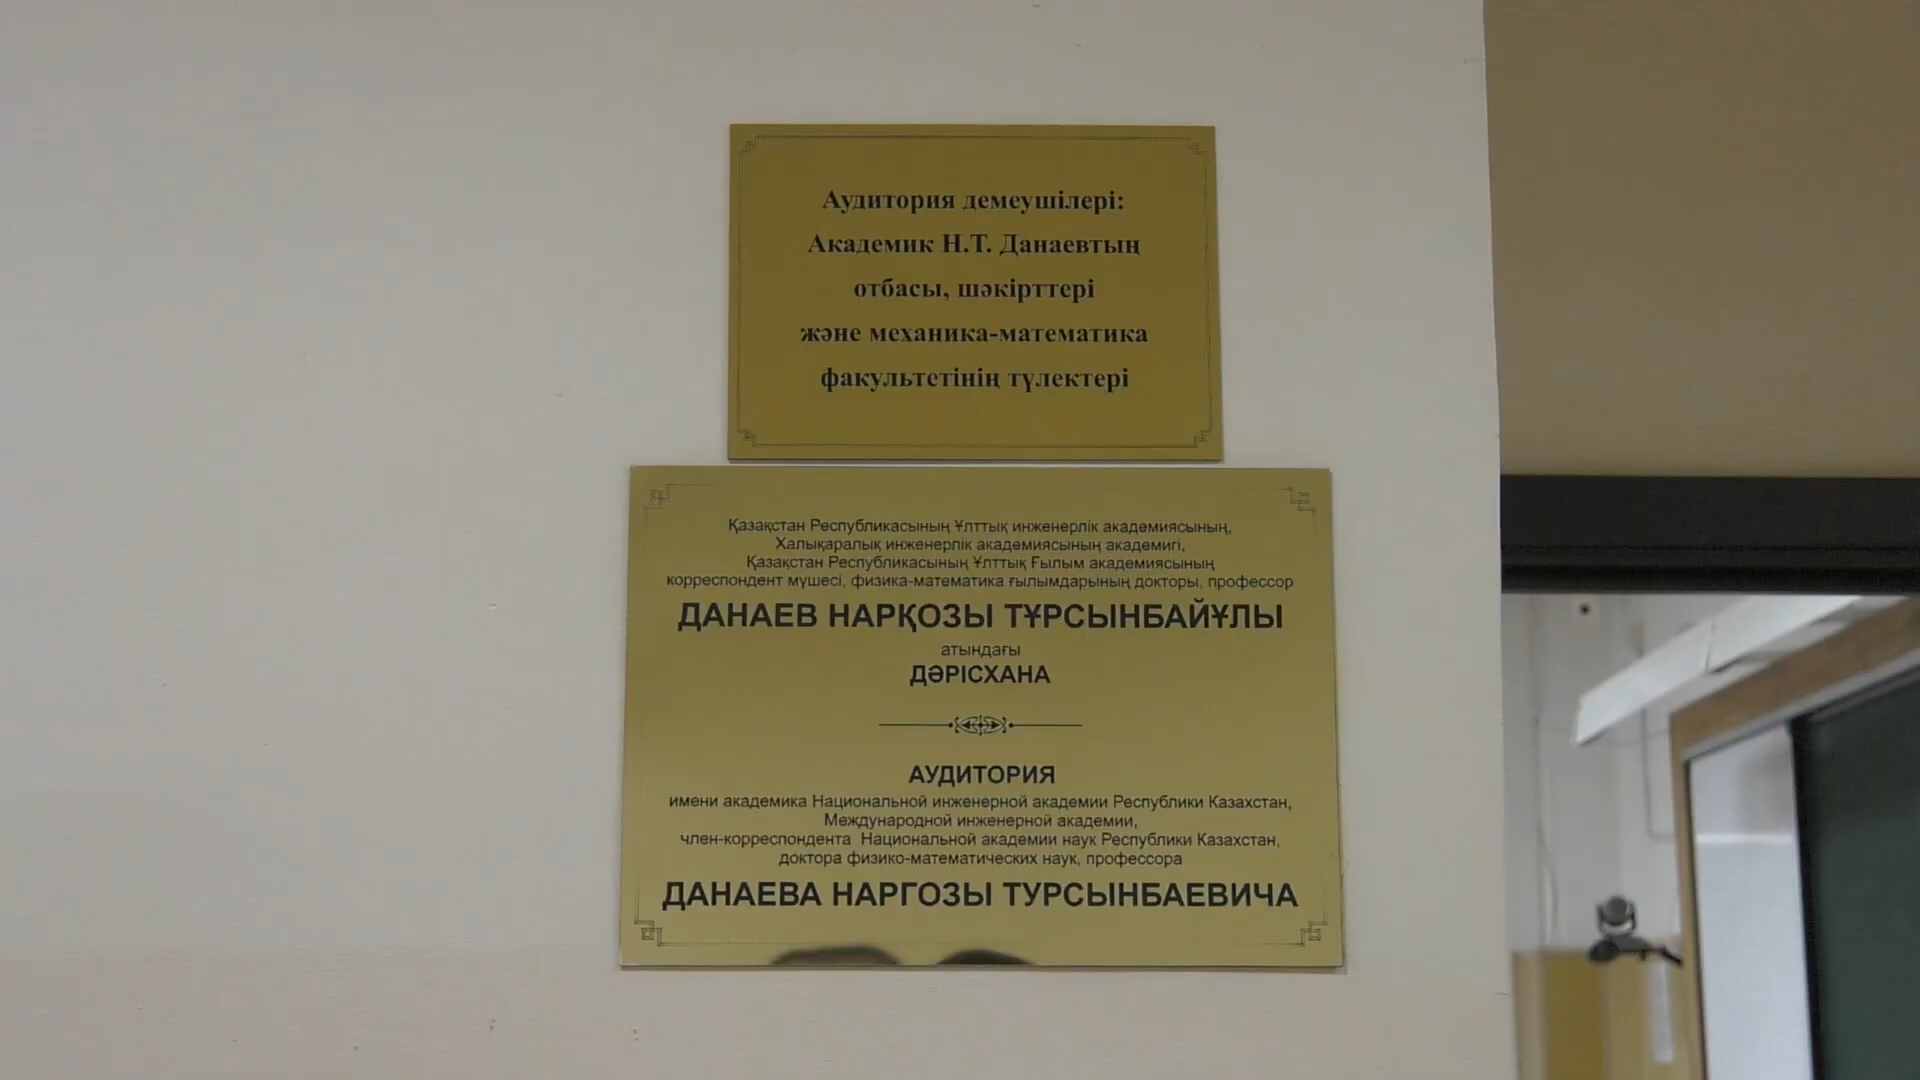 Аудитория демеушілері:
Академик Н.Т. Данаевтың
отбасы, шәкірттері
және механика-математика
факультетінің түлектері
Қазақстан Республикасының Ұлттық инженерлік академиясының,
Халықаралық инженерлік академиясының академигі,
Қазақстан Республикасының Ұлттық Ғылым академиясының
корреспондент мүшесі, физика-математика ғылымдарының докторы, профессор
ДАНАЕВ НАРҚОЗЫ ТҰРСЫНБАЙҰЛЫ
атындағы
ДӘРІСХАНА
АУДИТОРИЯ
имени академика Национальной инженерной академии Республики Казахстан,
Международной инженерной академии,
член-корреспондента Национальной академии наук Республики Казахстан,
доктора физико-математических наук, профессора
ДАНАЕВА НАРГОЗЫ ТУРСЫНБАЕВИЧА